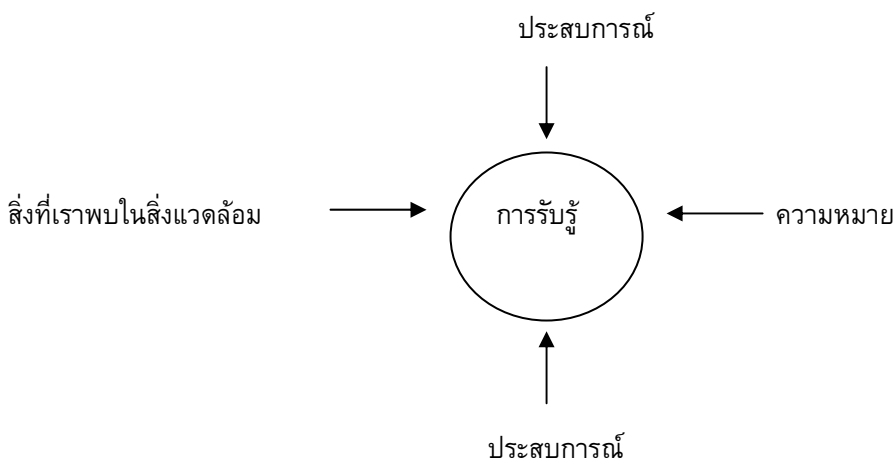 ประสบการณ์
สิ่งที่เราพบในสิ่งแวดล้อม
การรับรู้
ความหมาย
ประสบการณ์